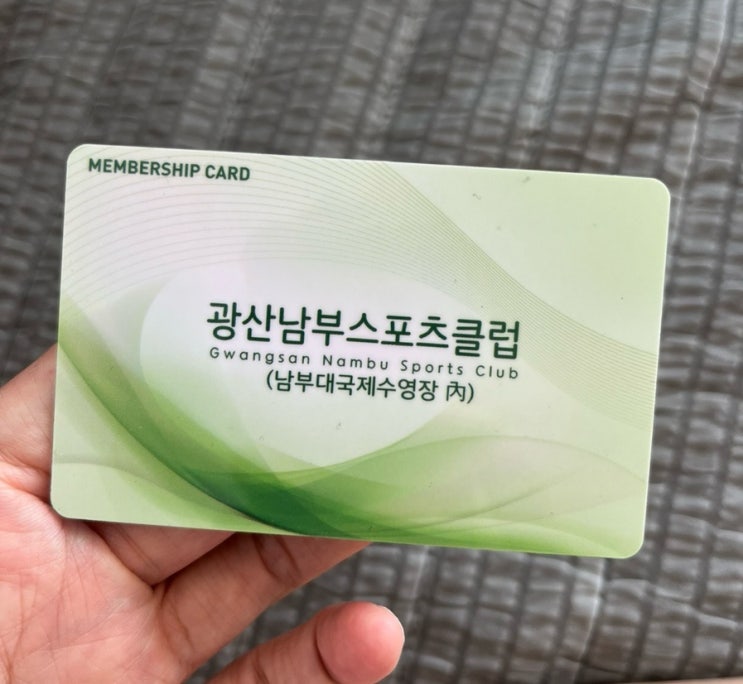 MEMBERSHIP CARD
광산남부스포츠클럽
Gwangsan Nambu Sports Club
(남부대국제수영장 內)